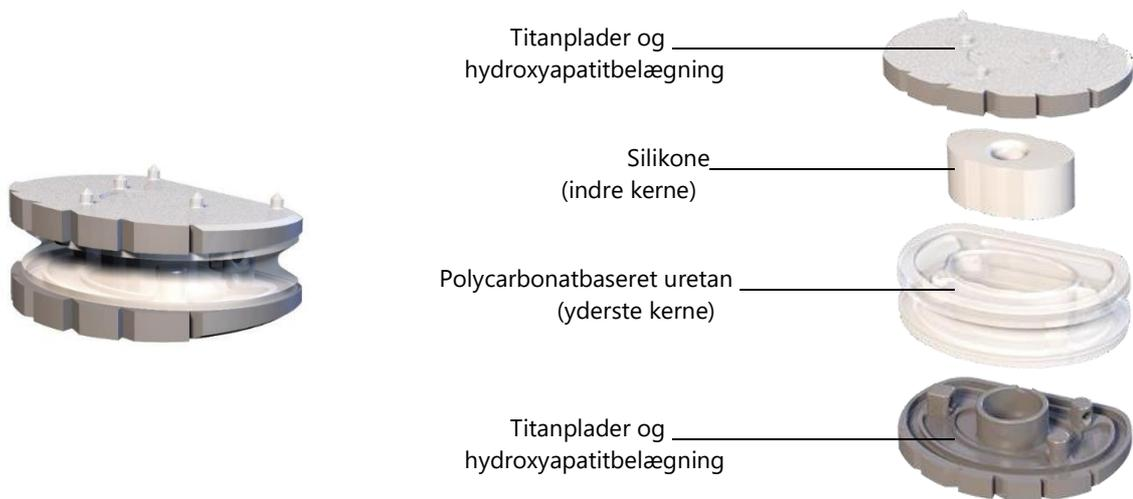 Titanplader og
hydroxyapatitbelægning
Silikone
(indre kerne)
Polycarbonatbaseret uretan
(yderste kerne)
Titanplader og
hydroxyapatitbelægning